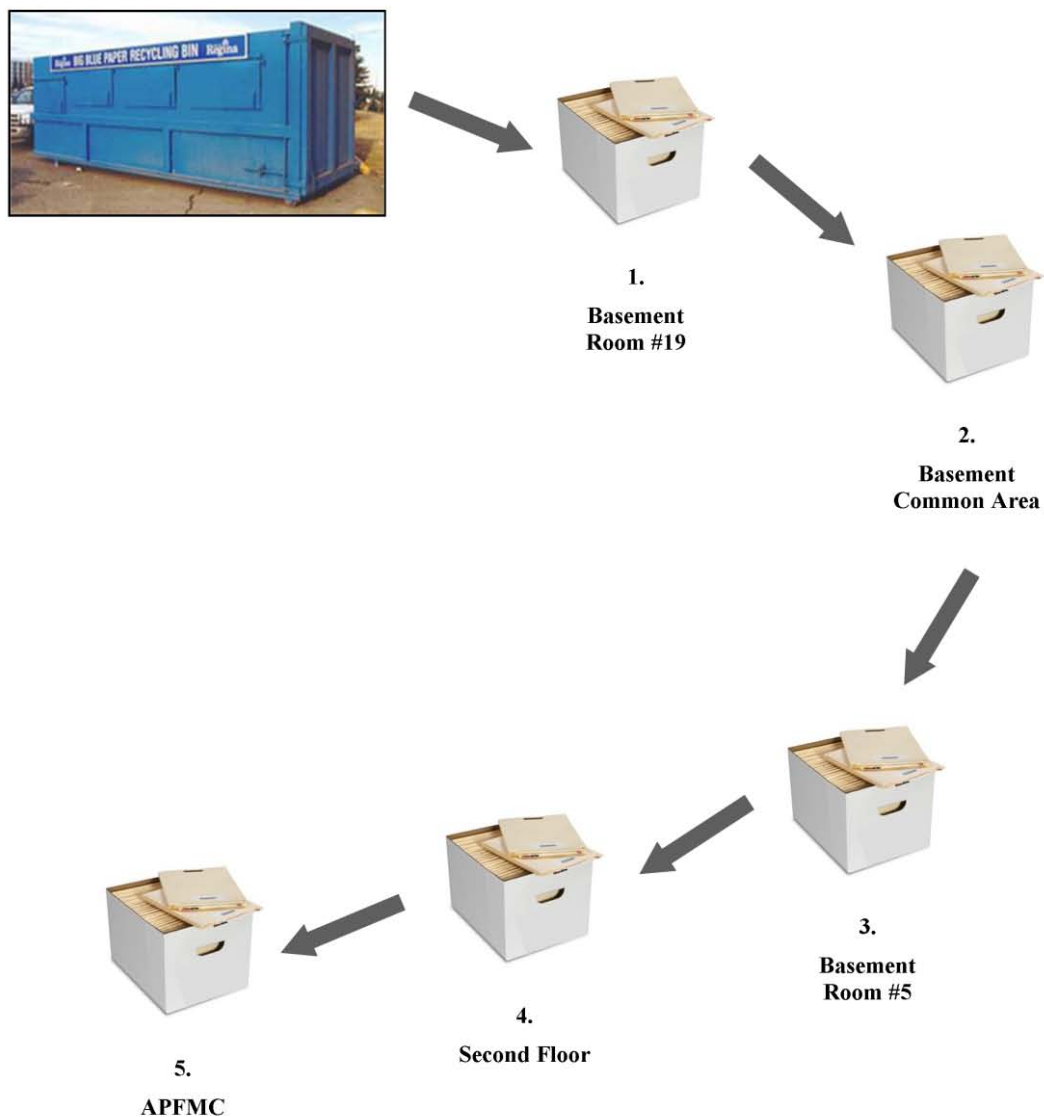 Regina BIG BLUE PAPER RECYCLING BIN Regina
1.
Basement
Room #19
2.
Basement
Common Area
3.
Basement
Room #5
4.
Second Floor
5.
APFMC